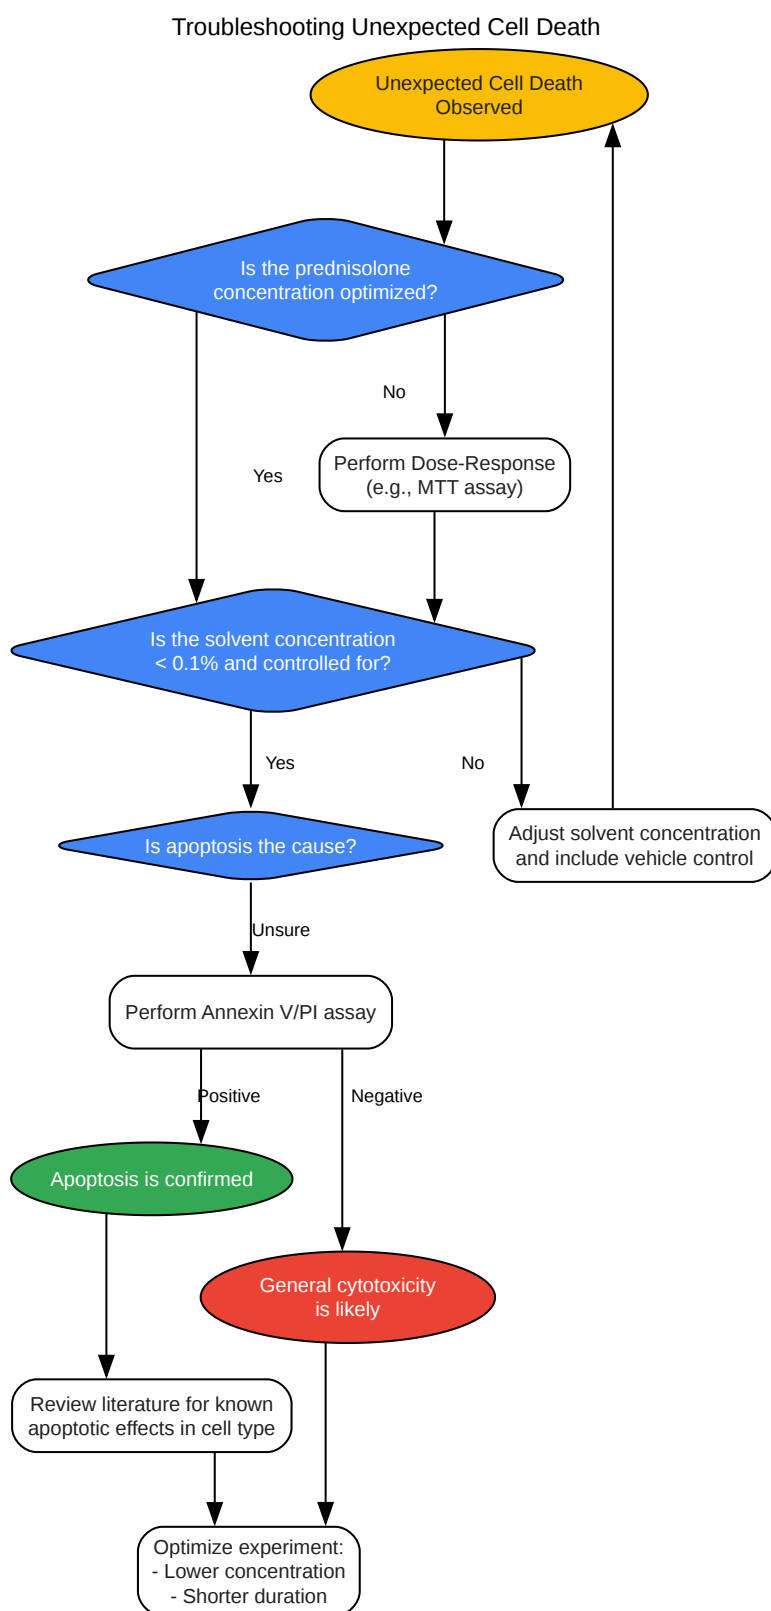 Troubleshooting Unexpected Cell Death
Unexpected Cell Death
Observed
Is the prednisolone
concentration optimized?
No
Yes
Perform Dose-Response
(e.g., MTT assay)
Is the solvent concentration
< 0.1% and controlled for?
Yes
No
Is apoptosis the cause?
Adjust solvent concentration
and include vehicle control
Unsure
Perform Annexin V/PI assay
Positive
Negative
Apoptosis is confirmed
General cytotoxicity
is likely
Review literature for known
apoptotic effects in cell type
Optimize experiment:
- Lower concentration
- Shorter duration